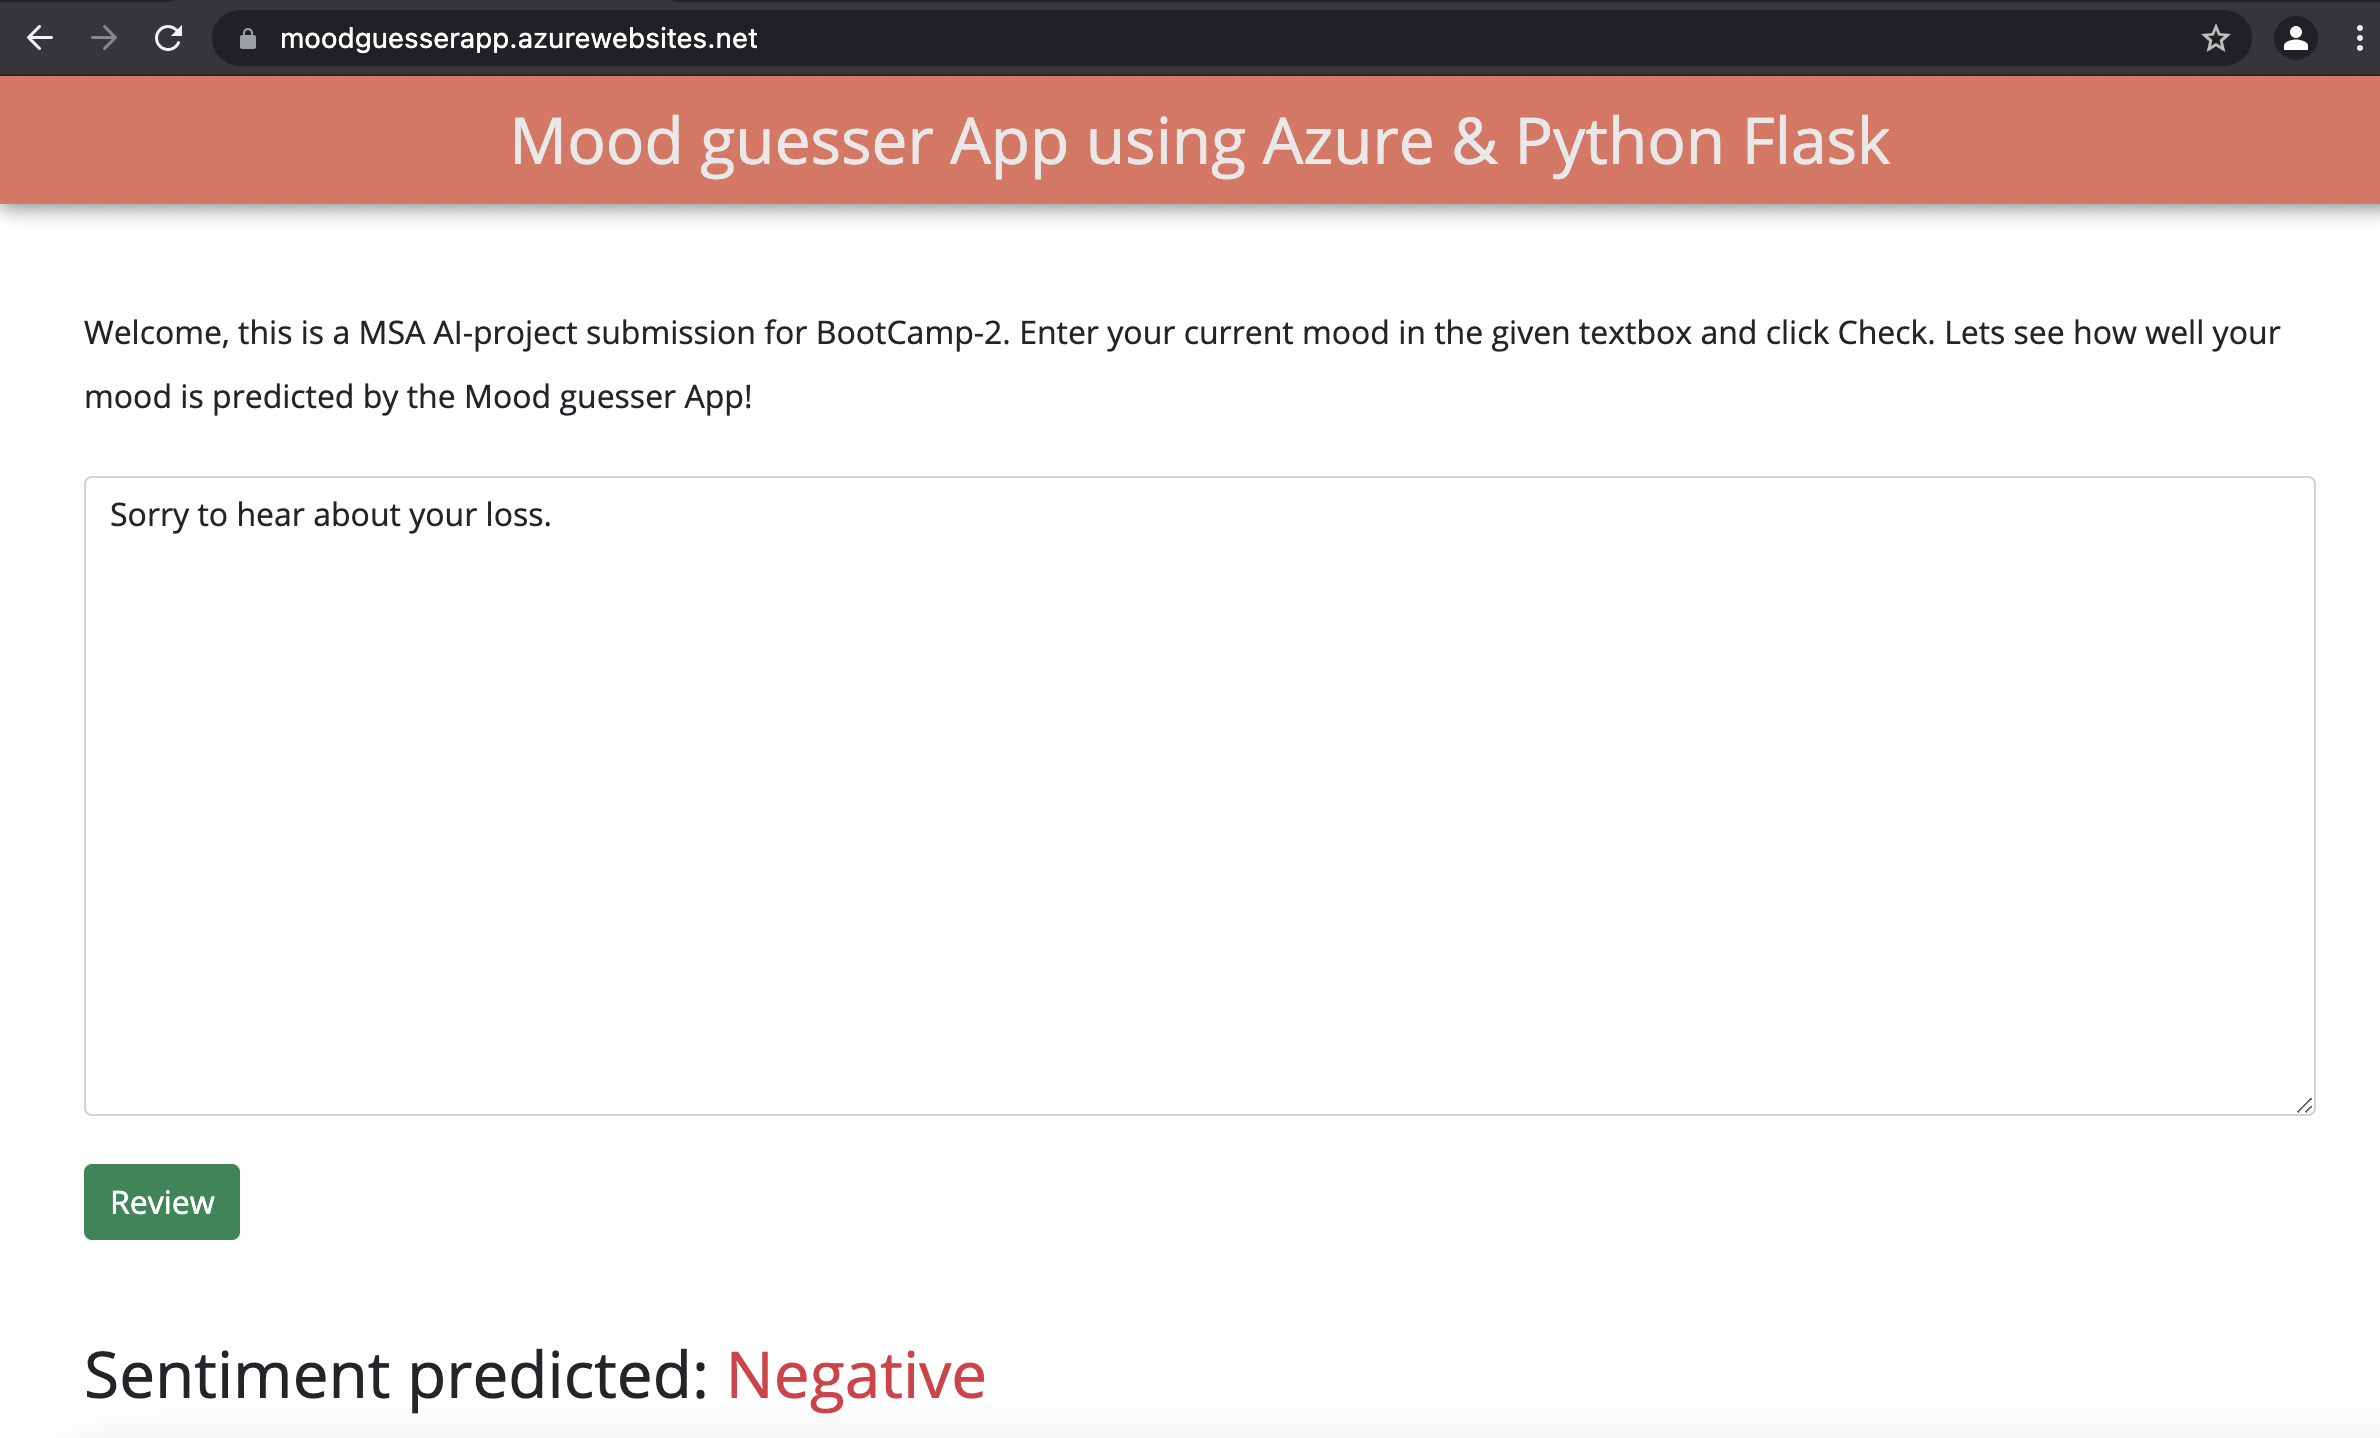 moodguesserapp.azurewebsites.net
Mood guesser App using Azure & Python Flask
Welcome, this is a MSA AI-project submission for BootCamp-2. Enter your current mood in the given textbox and click Check. Lets see how well your
mood is predicted by the Mood guesser App!
Sorry to hear about your loss.
Review
Sentiment predicted: Negative